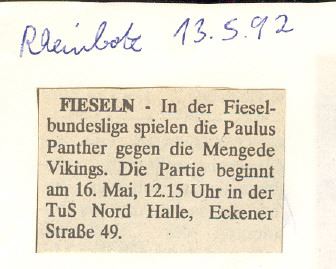 Rheinbote 13.5.92
FIESELN - In der Fiesel-
bundesliga spielen die Paulus
Panther gegen die Mengede
Vikings. Die Partie beginnt
am 16. Mai, 12.15 Uhr in der
TuS Nord Halle, Eckener
Straße 49.